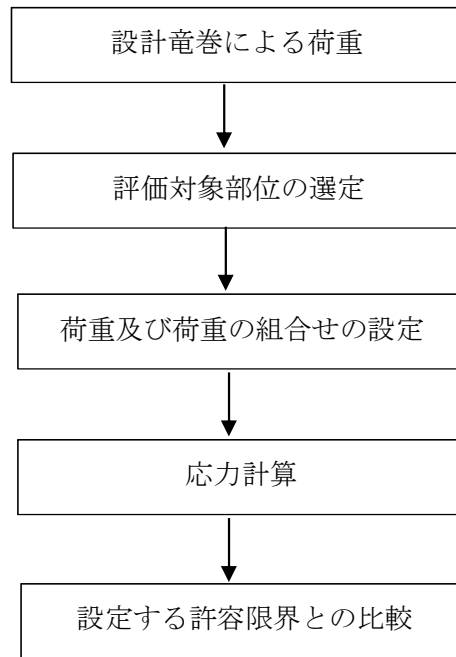 設計竜巻による荷重
評価対象部位の選定
荷重及び荷重の組合せの設定
応力計算
設定する許容限界との比較